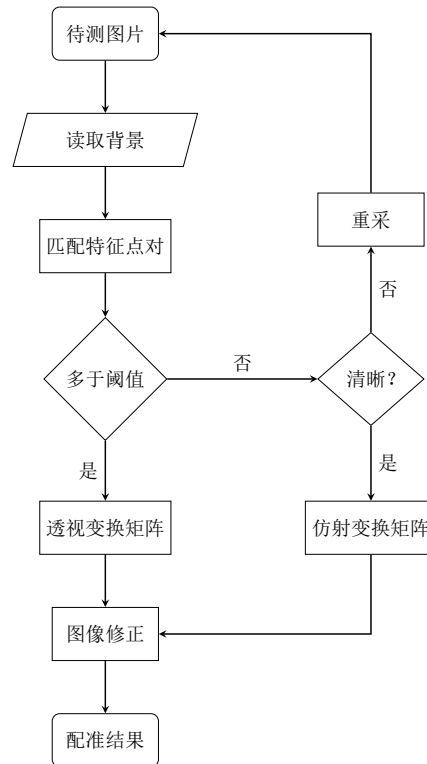 待测图片
读取背景
匹配特征点对
重采
否
多于阈值
否
清晰？
是
是
透视变换矩阵
仿射变换矩阵
图像修正
配准结果